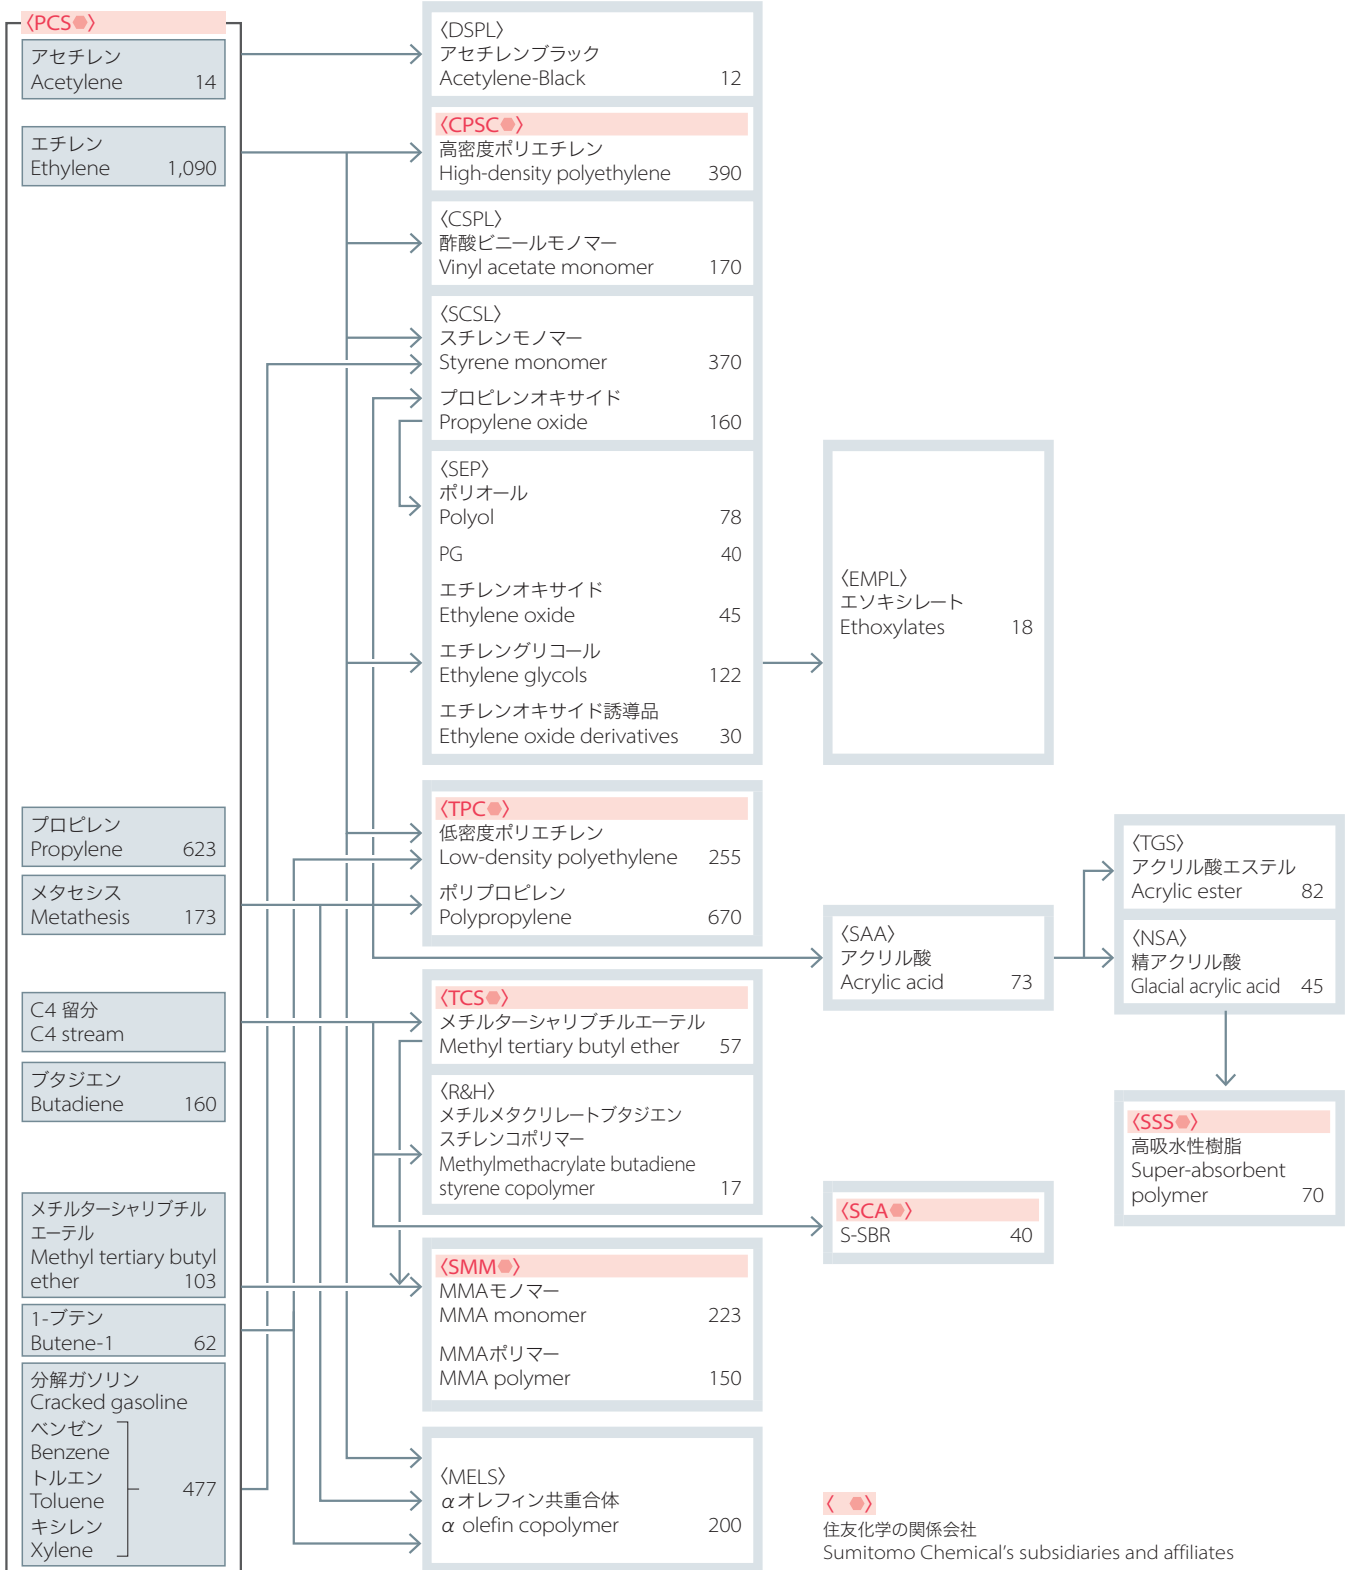 〈PCS〉
アセチレン
Acetylene 14
エチレン
Ethylene 1,090
プロピレン
Propylene 623
メタセシス
Metathesis 173
C4 留分
C4 stream
ブタジエン
Butadiene 160
メチルターシャリブチル
エーテル
Methyl tertiary butyl
ether 103
1-ブテン
Butene-1 62
分解ガソリン
Cracked gasoline
ベンゼン
Benzene
トルエン
Toluene 477
キシレン
Xylene
〈DSPL〉
アセチレンブラック
Acetylene-Black 12
〈CPSC〉
高密度ポリエチレン
High-density polyethylene 390
〈CSPL〉
酢酸ビニールモノマー
Vinyl acetate monomer 170
〈SCSL〉
スチレンモノマー
Styrene monomer 370
プロピレンオキサイド
Propylene oxide 160
〈SEP〉
ポリオール
Polyol 78
PG 40
エチレンオキサイド
Ethylene oxide 45
エチレングリコール
Ethylene glycols 122
エチレンオキサイド誘導品
Ethylene oxide derivatives 30
〈EMPL〉
エソキシレート
Ethoxylates 18
〈TPC〉
低密度ポリエチレン
Low-density polyethylene 255
ポリプロピレン
Polypropylene 670
〈SAA〉
アクリル酸
Acrylic acid 73
〈TGS〉
アクリル酸エステル
Acrylic ester 82
〈NSA〉
精アクリル酸
Glacial acrylic acid 45
〈SSS〉
高吸水性樹脂
Super-absorbent
polymer 70
〈TCS〉
メチルターシャリブチルエーテル
Methyl tertiary butyl ether 57
〈R&H〉
メチルメタクリレートブタジエン
スチレンコポリマー
Methylmethacrylate butadiene
styrene copolymer 17
〈SCA〉
S-SBR 40
〈SMM〉
MMAモノマー
MMA monomer 223
MMAポリマー
MMA polymer 150
〈MELS〉
αオレフィン共重合体
α olefin copolymer 200
〈 〉
住友化学の関係会社
Sumitomo Chemical's subsidiaries and affiliates